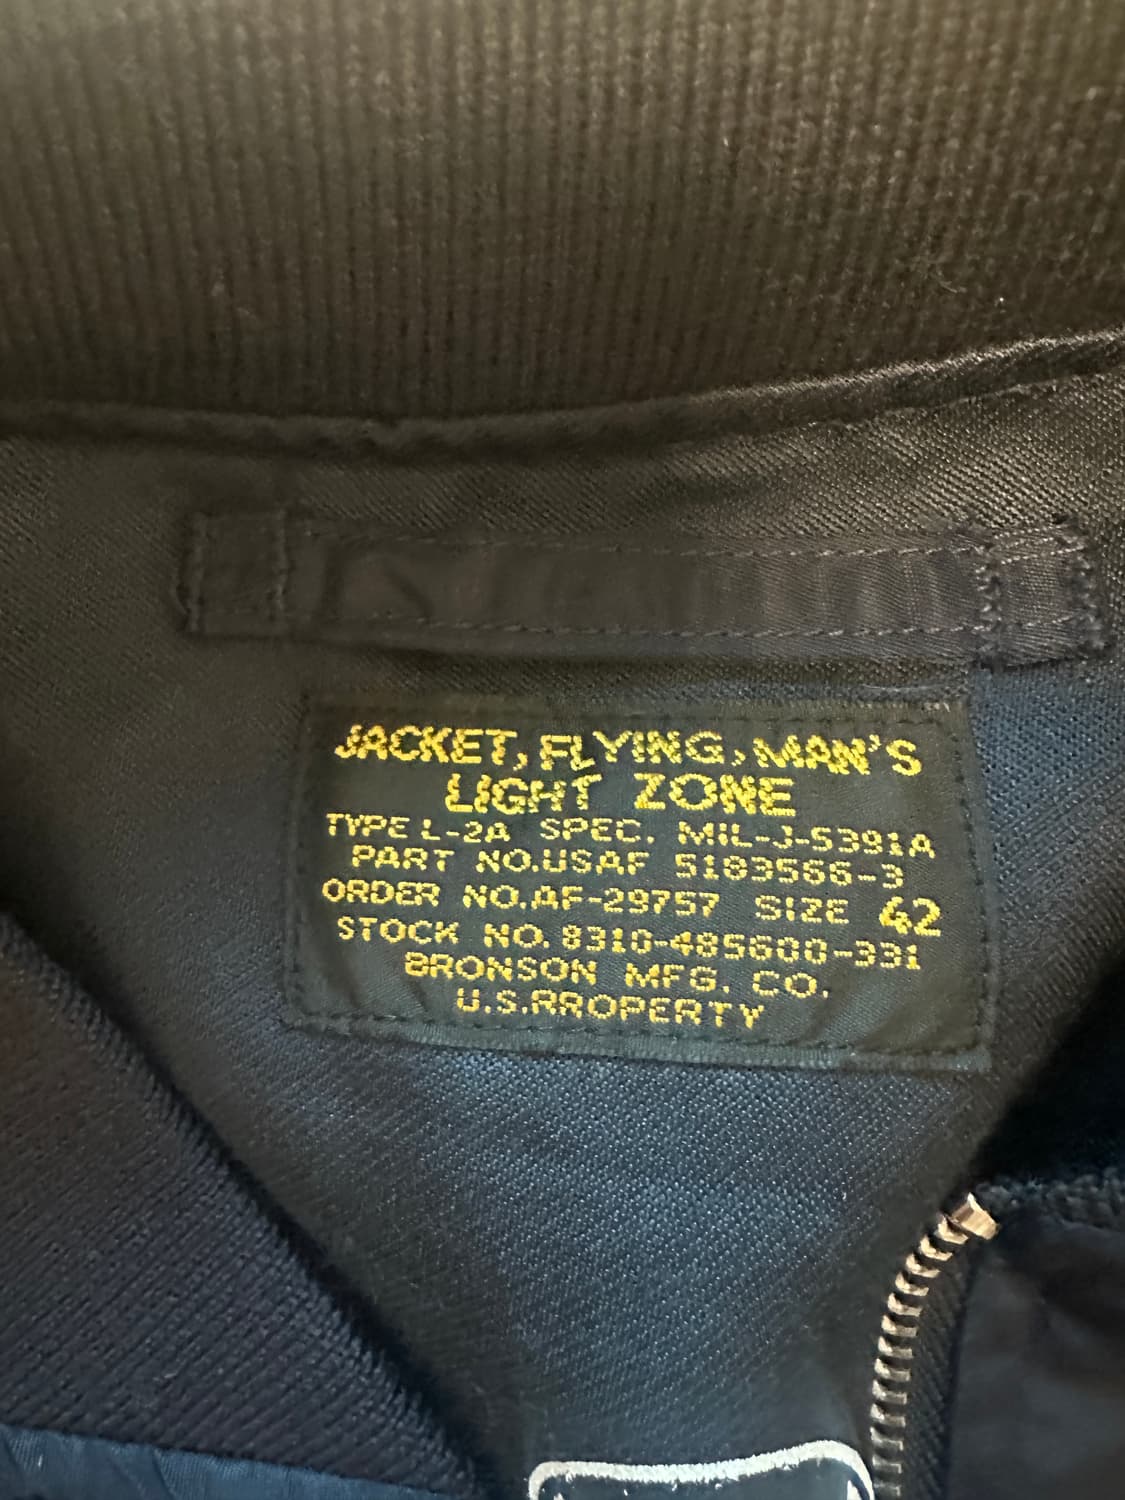 JACKET, FLYING, MAN'S
LIGHT ZONE
TYPE L-2A SPEC. MIL-J-5391A
PART NO.USAF 5183566-3
ORDER NO.AF-29757 SIZE 42
STOCK NO. 8310-485600-331
BRONSON MFG. CO.
U.S.RROPERTY